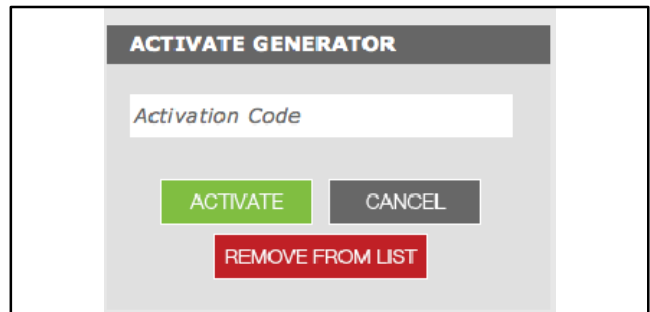 ACTIVATE GENERATOR
Activation Code
ACTIVATE CANCEL
REMOVE FROM LIST